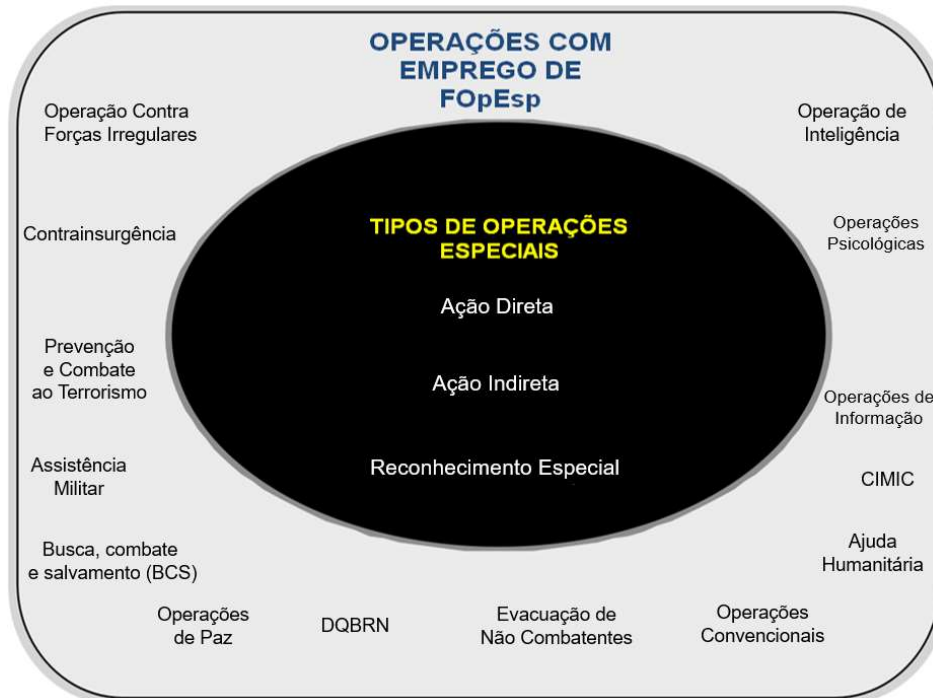 OPERAÇÕES COM
EMPREGO DE
FOpEsp
Operação Contra
Forças Irregulares
Operação de
Inteligência
Contrainsurgência
TIPOS DE OPERAÇÕES
ESPECIAIS
Operações
Psicológicas
Ação Direta
Prevenção
e Combate
ao Terrorismo
Ação Indireta
Operações de
Informação
Assistência
Militar
Reconhecimento Especial
CIMIC
Busca, combate
e salvamento (BCS)
Ajuda
Humanitária
Operações
de Paz
DQBRN
Evacuação de
Não Combatentes
Operações
Convencionais